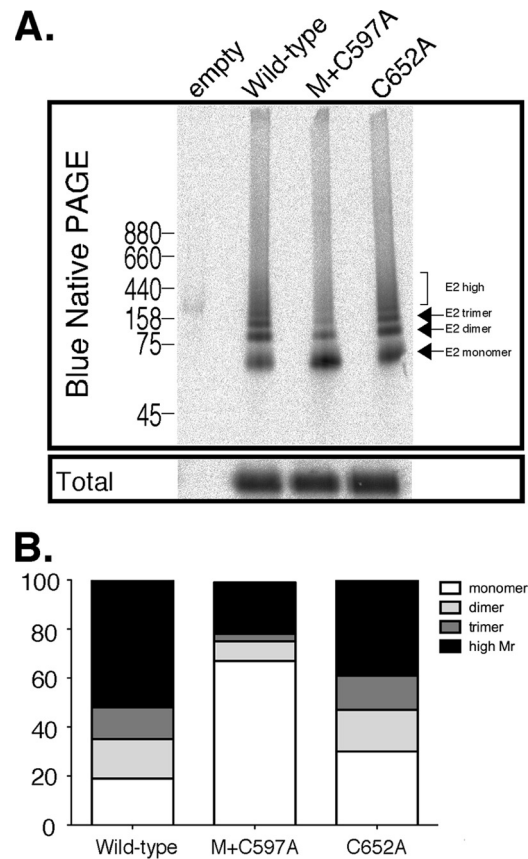 A.
empty
Wild-type
M+C597A
C652A
Blue Native PAGE
880
660
440
158
75
45
E2 high
E2 trimer
E2 dimer
E2 monomer
Total
B.
100
80
60
40
20
0
monomer
dimer
trimer
high Mr
Wild-type M+C597A C652A